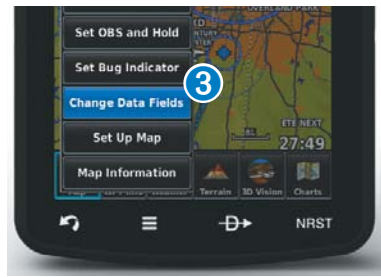 OVERLAND PARK
Set OBS and Hold
Set Bug Indicator
3
Change Data Fields
ETE NEXT
Set Up Map
27:49
Map Information
Terrain
3D Vision
Charts
NRST